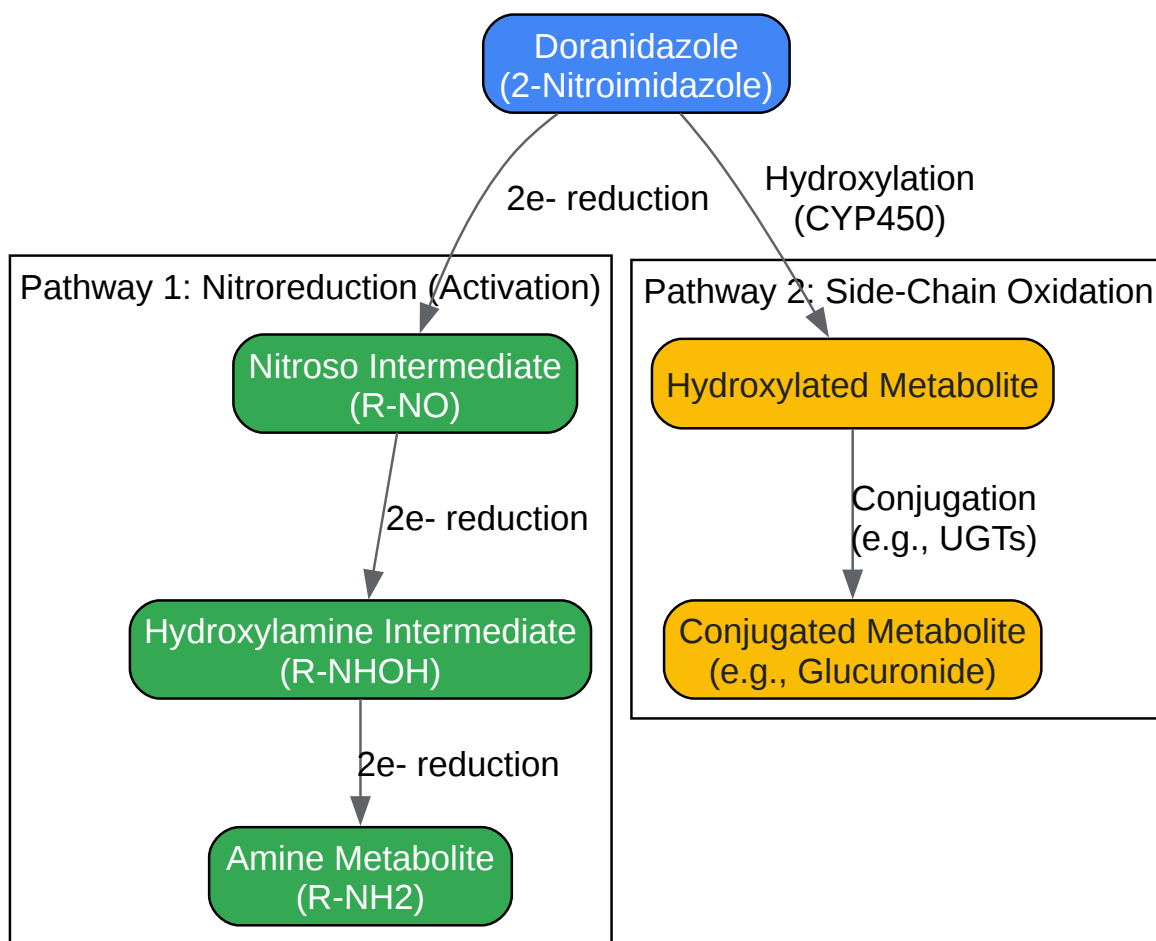 Doranidazole
(2-Nitroimidazole)
2e- reduction
Hydroxylation
(CYP450)
Pathway 1: Nitroreduction (Activation)
Nitroso Intermediate
(R-NO)
2e- reduction
Hydroxylamine Intermediate
(R-NHOH)
2e- reduction
Amine Metabolite
(R-NH2)
Pathway 2: Side-Chain Oxidation
Hydroxylated Metabolite
Conjugation
(e.g., UGTs)
Conjugated Metabolite
(e.g., Glucuronide)